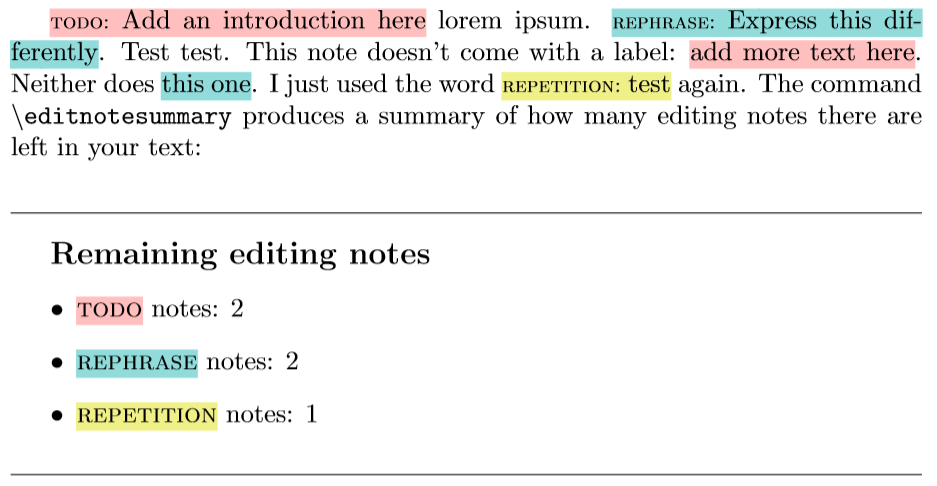 TODO: Add an introduction here lorem ipsum. REPHRASE: Express this dif-
ferently. Test test. This note doesn't come with a label: add more text here.
Neither does this one. I just used the word REPETITION: test again. The command
\editnotesummary produces a summary of how many editing notes there are
left in your text:
Remaining editing notes
• TODO notes: 2
• REPHRASE notes: 2
• REPETITION notes: 1